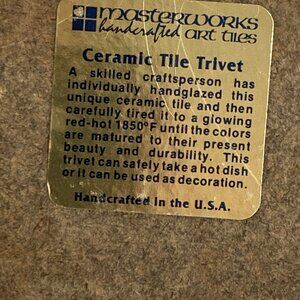 masterworks
handcrafted art tiles
Ceramic Tile Trivet
A skilled craftsperson has
individually handglazed this
unique ceramic tile and then
carefully fired it to a glowing
red-hot 1850°F until the colors
are matured to their present
beauty and durability. This
trivet can safely take a hot dish
or it can be used as decoration.
Handcrafted in the U.S.A.